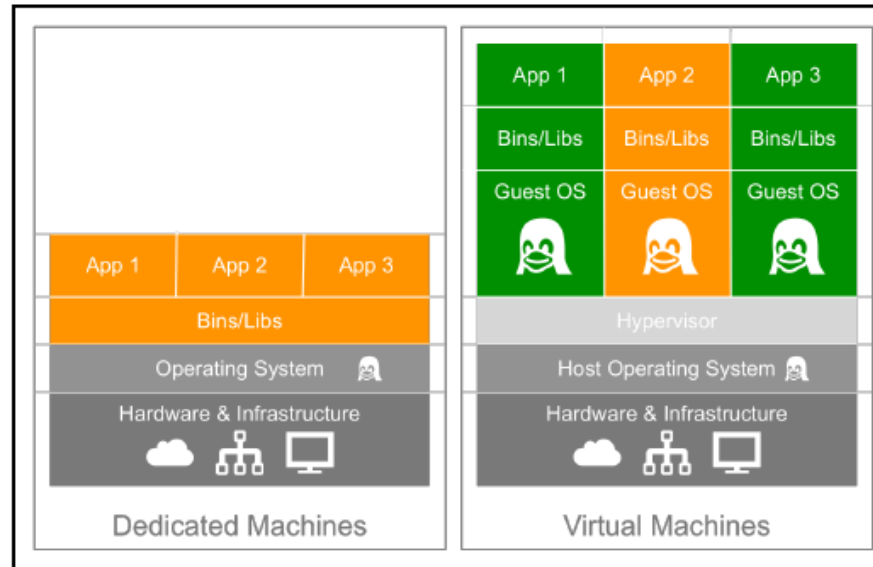 App 1 App 2 App 3
Bins/Libs
Operating System
Hardware & Infrastructure
Dedicated Machines
App 1 App 2 App 3
Bins/Libs Bins/Libs Bins/Libs
Guest OS Guest OS Guest OS
Hypervisor
Host Operating System
Hardware & Infrastructure
Virtual Machines